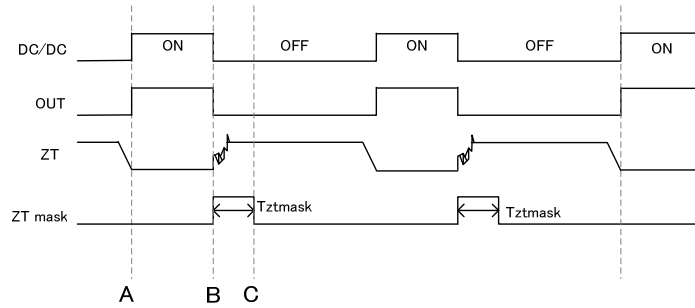 DC/DC ON OFF ON OFF ON
OUT
ZT
ZT mask Tztmask Tztmask
A B C